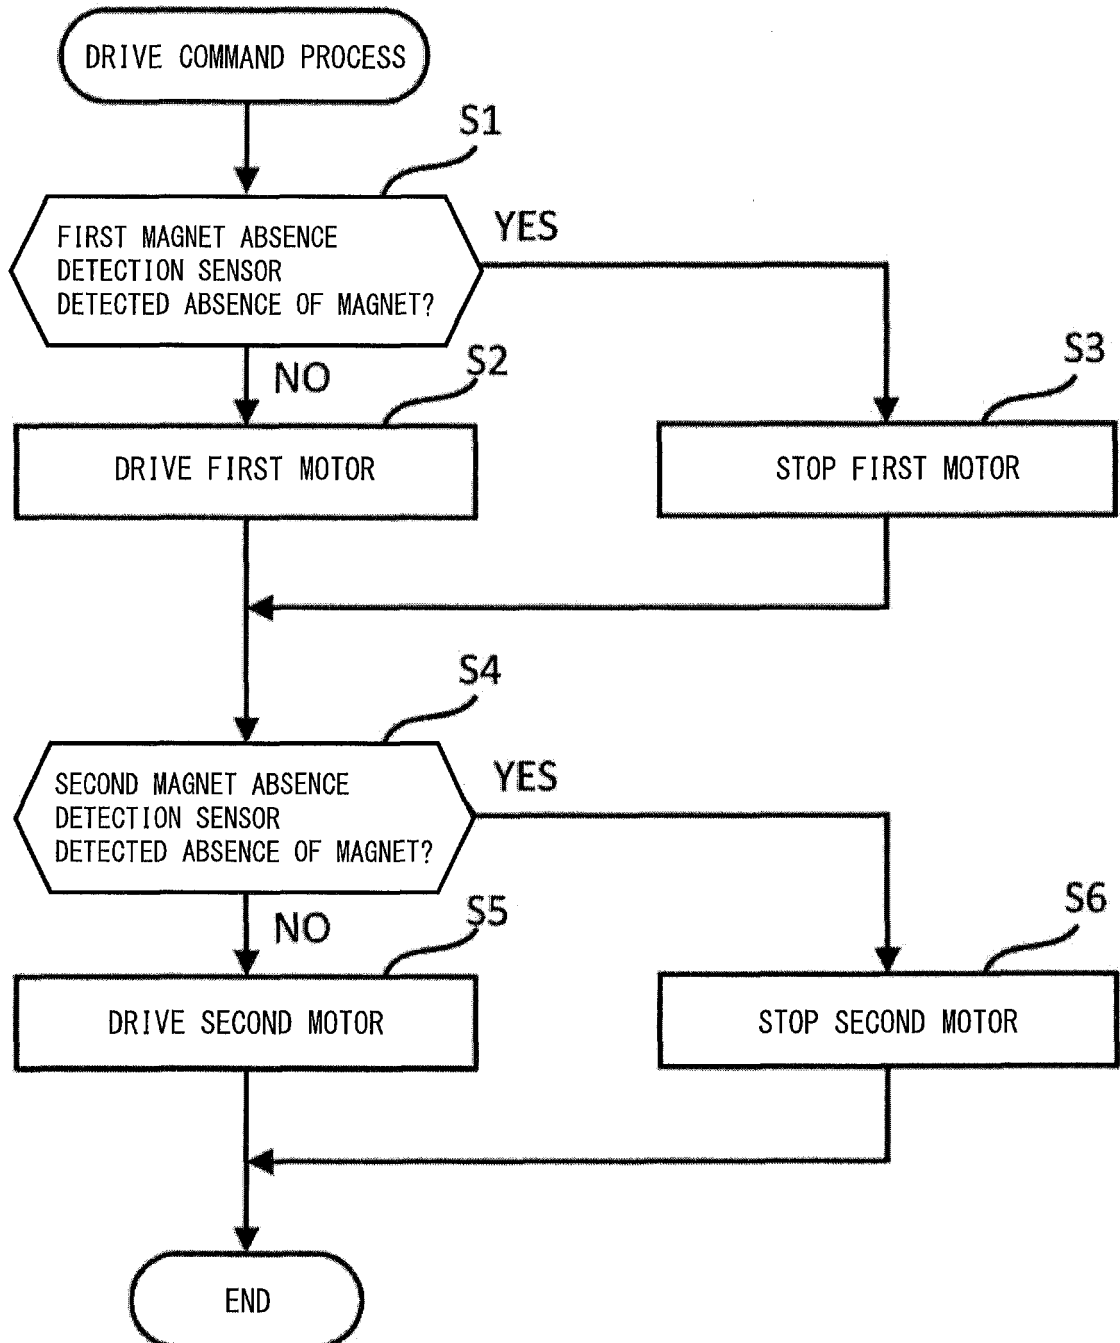 DRIVE COMMAND PROCESS
S1
FIRST MAGNET ABSENCE
DETECTION SENSOR
DETECTED ABSENCE OF MAGNET?
YES
NO
S2
S3
DRIVE FIRST MOTOR
STOP FIRST MOTOR
S4
SECOND MAGNET ABSENCE
DETECTION SENSOR
DETECTED ABSENCE OF MAGNET?
YES
NO
S5
S6
DRIVE SECOND MOTOR
STOP SECOND MOTOR
END